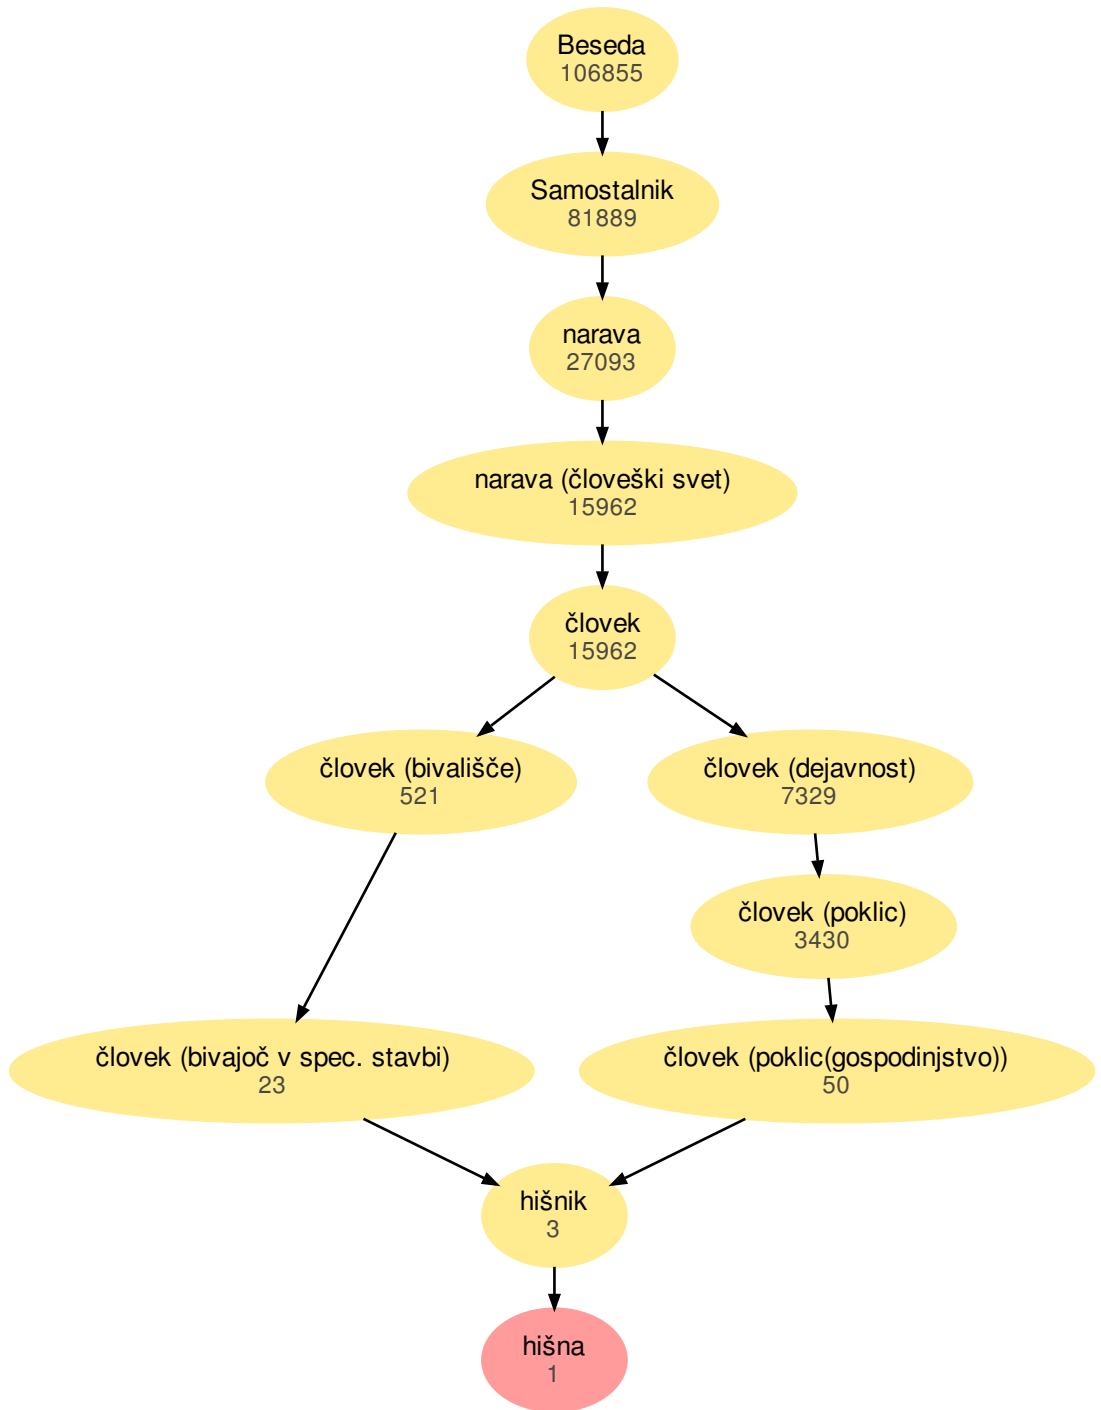 Beseda
106855
Samostalnik
81889
narava
27093
narava (človeški svet)
15962
človek
15962
človek (bivališče)
521
človek (dejavnost)
7329
človek (poklic)
3430
človek (bivajoč v spec. stavbi)
23
človek (poklic(gospodinjstvo))
50
hišnik
3
hišna
1